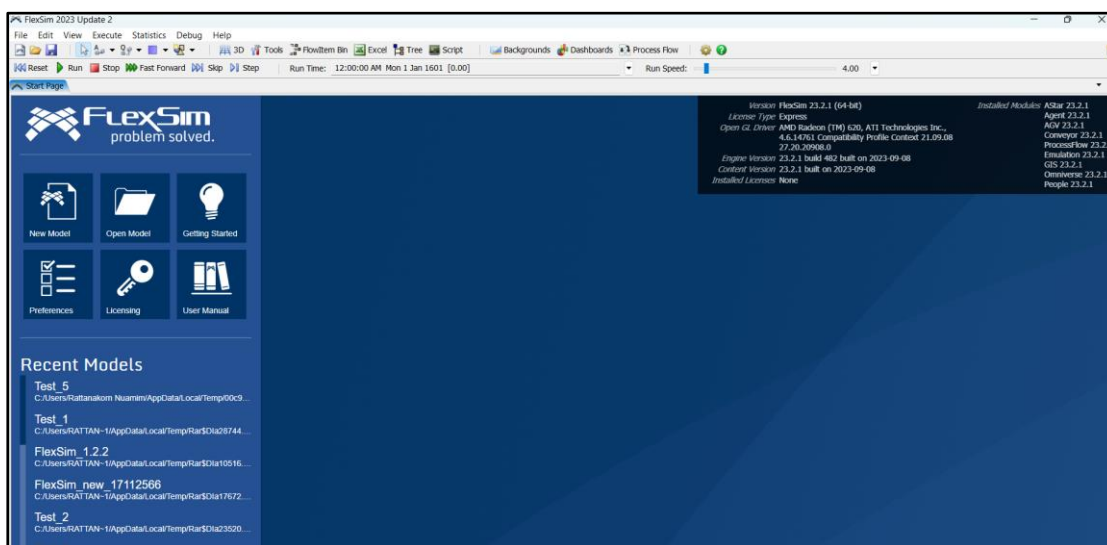 FlexSim 2023 Update 2
File Edit View Execute Statistics Debug Help
3D Tools FlowItem Bin Excel Tree Script Backgrounds Dashboards Process Flow
Reset Run Stop Fast Forward Skip Step Run Time: 12:00:00 AM Mon 1 Jan 1601 [0.00] Run Speed: 4.00
Start Page
FLEXSIM
problem solved.
New Model Open Model Getting Started
Preferences Licensing User Manual
Recent Models
Test_5
C:/Users/Rattanakorn Nuamim/AppData/Local/Temp/00c9...
Test_1
C:/Users/RATTAN~1/AppData/Local/Temp/Rar$DIa28744....
FlexSim_1.2.2
C:/Users/RATTAN~1/AppData/Local/Temp/Rar$DIa10516....
FlexSim_new_17112566
C:/Users/RATTAN~1/AppData/Local/Temp/Rar$DIa17672....
Test_2
C:/Users/RATTAN~1/AppData/Local/Temp/Rar$DIa23520....
Version FlexSim 23.2.1 (64-bit)
License Type Express
Open GL Driver AMD Radeon (TM) 620, ATI Technologies Inc.,
4.6.14761 Compatibility Profile Context 21.09.08
27.20.20908.0
Engine Version 23.2.1 build 482 built on 2023-09-08
Content Version 23.2.1 built on 2023-09-08
Installed Licenses None
Installed Modules AStar 23.2.1
Agent 23.2.1
AGV 23.2.1
Conveyor 23.2.1
ProcessFlow 23.2
Emulation 23.2.1
GIS 23.2.1
Omniverse 23.2.1
People 23.2.1